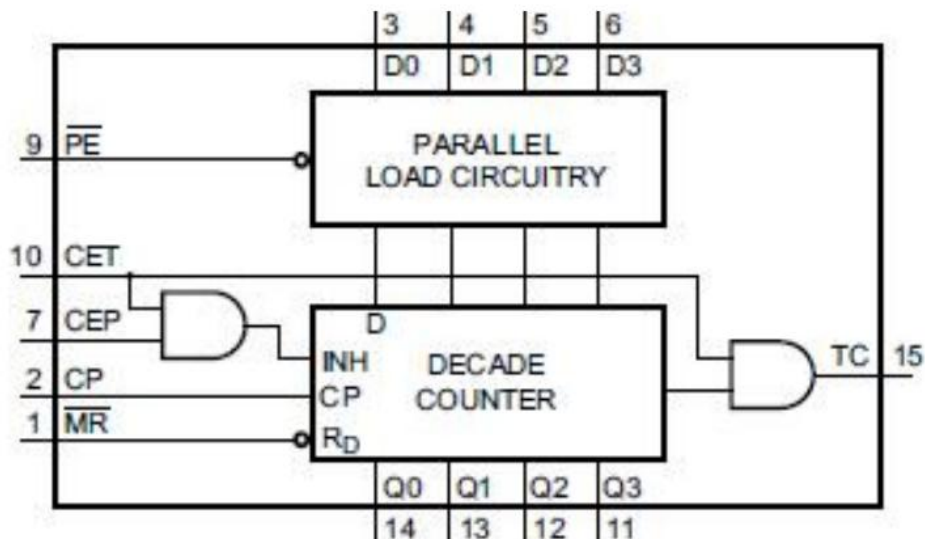 3 4 5 6
D0 D1 D2 D3
9 PE
PARALLEL
LOAD CIRCUITRY
10 CET
7 CEP
D
INH
DECADE
TC 15
2 CP
CP
COUNTER
1 MR
RD
Q0 Q1 Q2 Q3
14 13 12 11